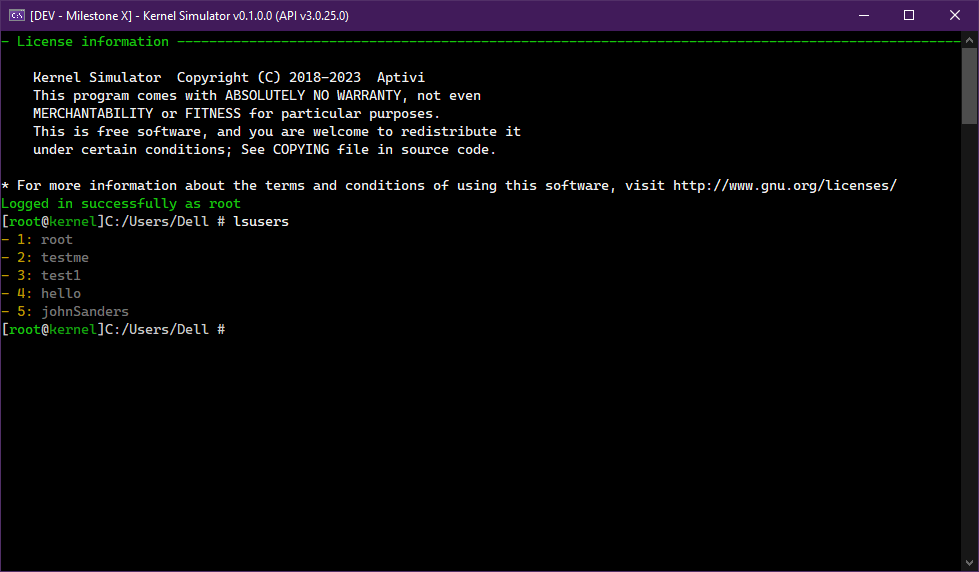 [DEV - Milestone X] - Kernel Simulator v0.1.0.0 (API v3.0.25.0)
- License information
Kernel Simulator  Copyright (C) 2018-2023  Aptivi
This program comes with ABSOLUTELY NO WARRANTY, not even
MERCHANTABILITY or FITNESS for particular purposes.
This is free software, and you are welcome to redistribute it
under certain conditions; See COPYING file in source code.
* For more information about the terms and conditions of using this software, visit http://www.gnu.org/licenses/
Logged in successfully as root
[root@kernel]C:/Users/Dell # lsusers
- 1: root
- 2: testme
- 3: test1
- 4: hello
- 5: johnSanders
[root@kernel]C:/Users/Dell #